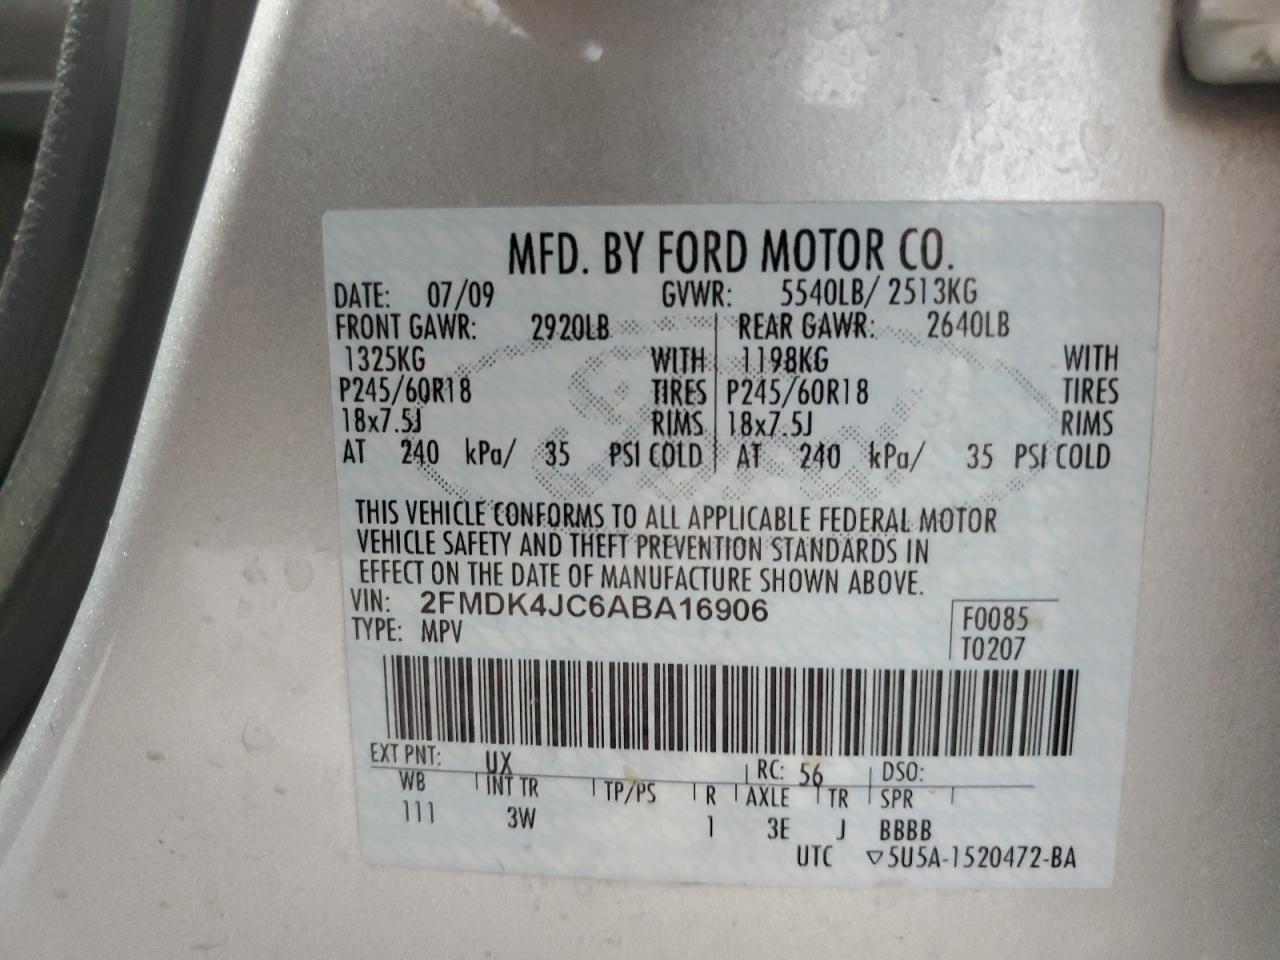 MFD. BY FORD MOTOR CO.
DATE: 07/09 GVWR: 5540LB/ 2513KG
FRONT GAWR: 2920LB REAR GAWR: 2640LB
1325KG WITH 1198KG WITH
P245/60R18 TIRES P245/60R18 TIRES
18x7.5J RIMS 18x7.5J RIMS
AT 240 kPa/ 35 PSI COLD AT 240 kPa/ 35 PSI COLD
THIS VEHICLE CONFORMS TO ALL APPLICABLE FEDERAL MOTOR
VEHICLE SAFETY AND THEFT PREVENTION STANDARDS IN
EFFECT ON THE DATE OF MANUFACTURE SHOWN ABOVE.
VIN: 2FMDK4JC6ABA16906 F0085
TYPE: MPV T0207
EXT PNT: UX RC: 56 DSO:
WB INT TR TP/PS R AXLE TR SPR
111 3W 1 3E J BBBB
UTC ▽5U5A-1520472-BA